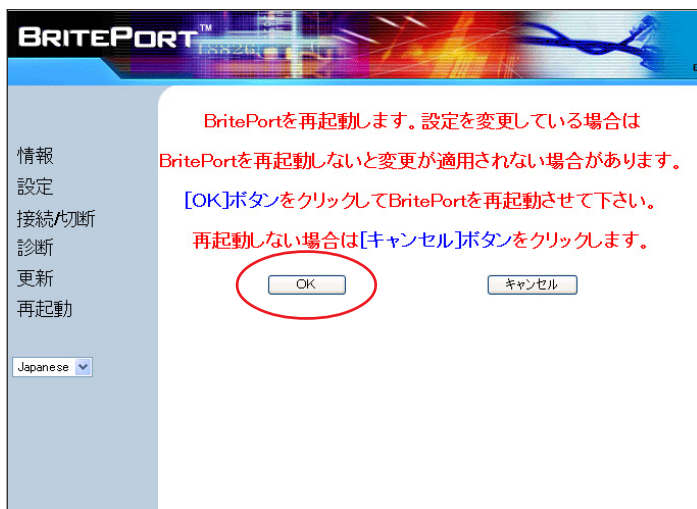 BRITEPORT™
情報
設定
接続/切断
診断
更新
再起動
Japanese
BritePortを再起動します。設定を変更している場合は
BritePortを再起動しないと変更が適用されない場合があります。
[OK]ボタンをクリックしてBritePortを再起動させて下さい。
再起動しない場合は[キャンセル]ボタンをクリックします。
OK キャンセル